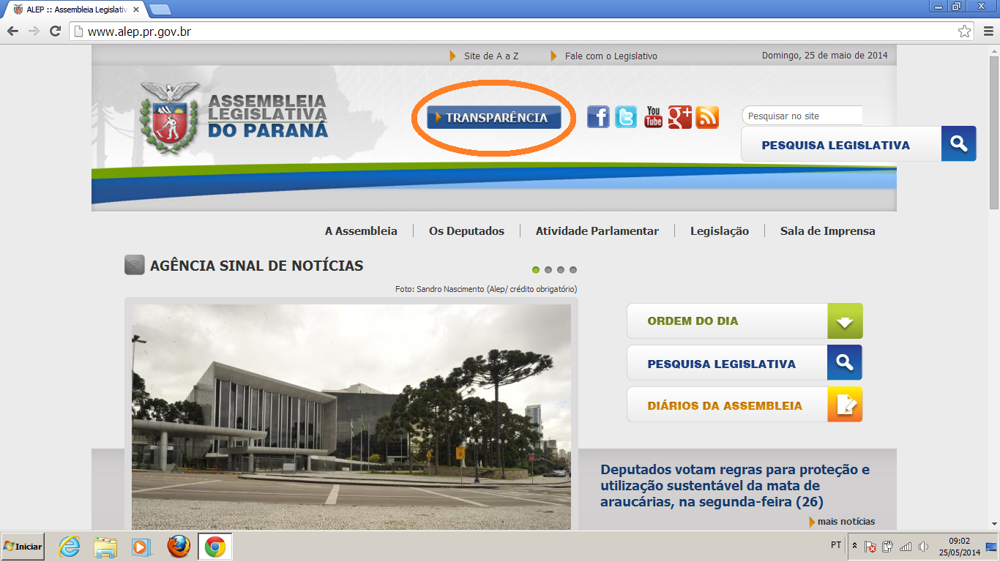 ALEP :: Assembleia Legislativ
www.alep.pr.gov.br
Site de A a Z
Fale com o Legislativo
Domingo, 25 de maio de 2014
ASSEMBLEIA
LEGISLATIVA
DO PARANÁ
TRANSPARÊNCIA
You
Tube
Pesquisar no site
PESQUISA LEGISLATIVA
A Assembleia
Os Deputados
Atividade Parlamentar
Legislação
Sala de Imprensa
AGÊNCIA SINAL DE NOTÍCIAS
Foto: Sandro Nascimento (Alep/ crédito obrigatório)
ORDEM DO DIA
PESQUISA LEGISLATIVA
DIÁRIOS DA ASSEMBLEIA
Deputados votam regras para proteção e
utilização sustentável da mata de
araucárias, na segunda-feira (26)
mais notícias
Iniciar
PT
09:02
25/05/2014